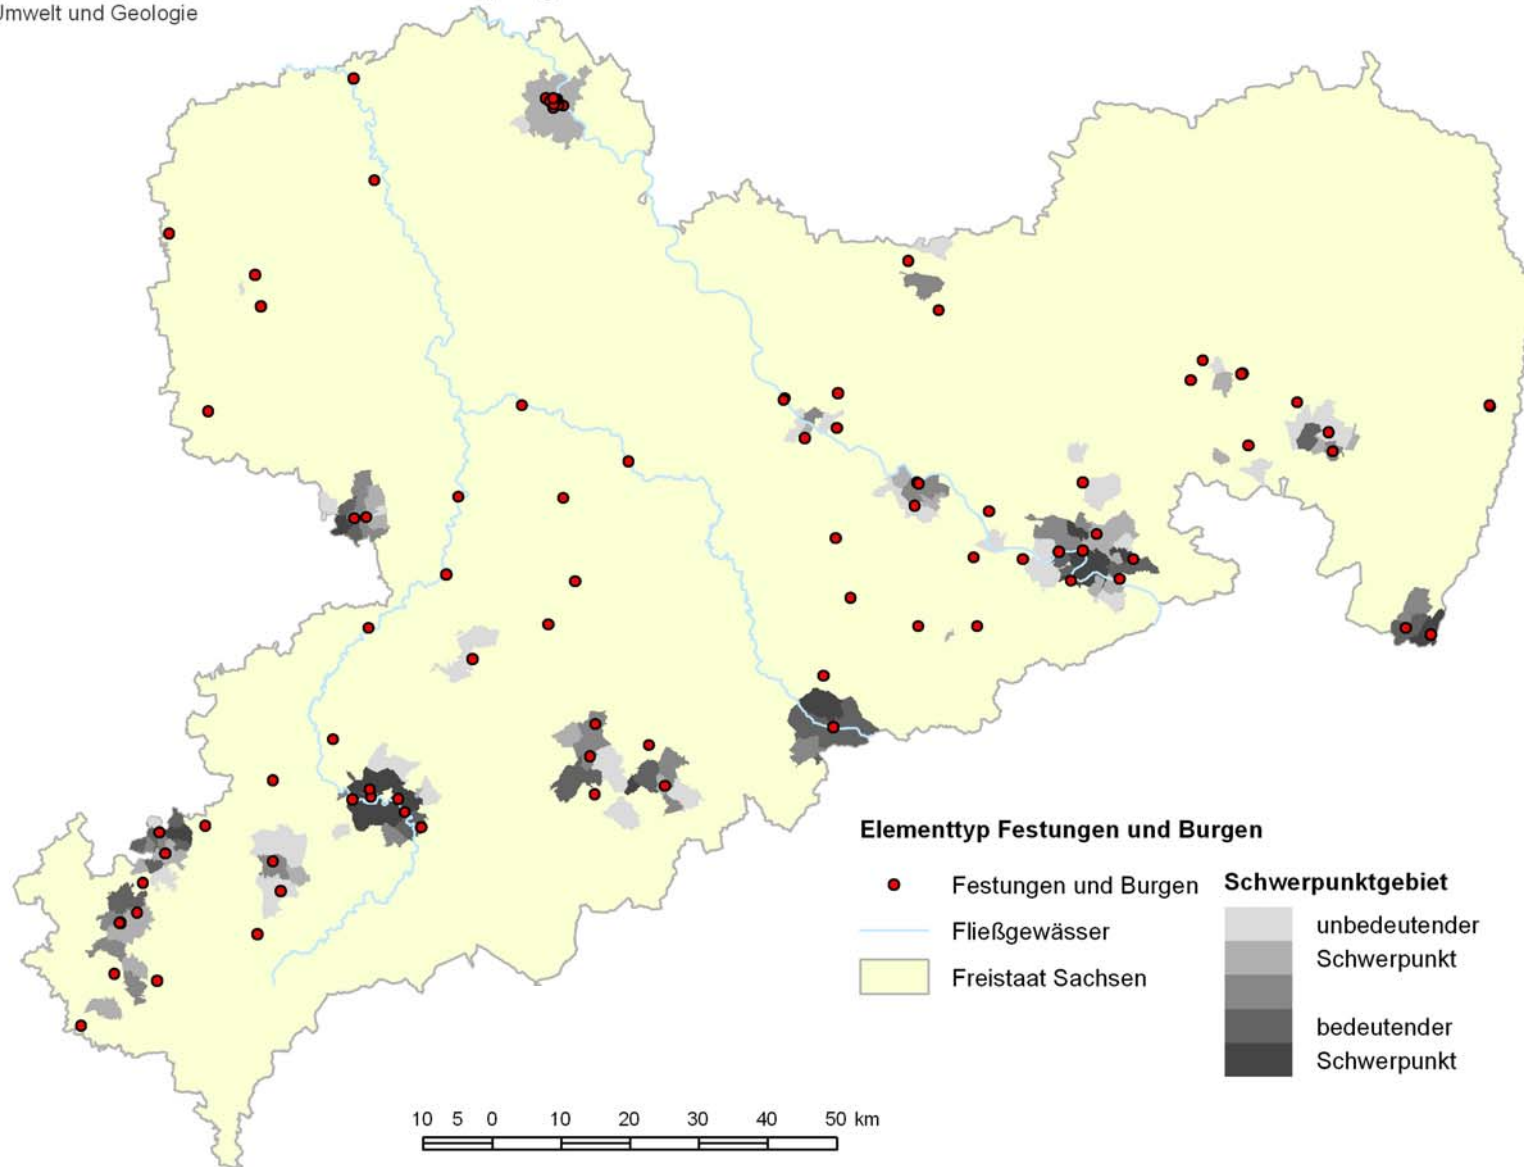 Umwelt und Geologie
Elementtyp Festungen und Burgen
Festungen und Burgen
Fließgewässer
Freistaat Sachsen
Schwerpunktgebiet
unbedeutender
Schwerpunkt
bedeutender
Schwerpunkt
10 5 0 10 20 30 40 50 km